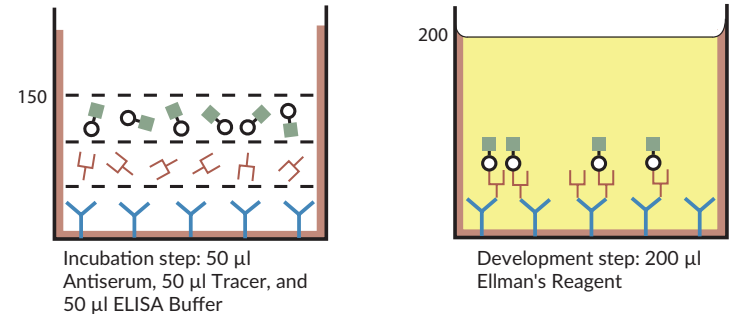 150
Incubation step: 50 µl
Antiserum, 50 µl Tracer, and
50 µl ELISA Buffer
200
Development step: 200 µl
Ellman's Reagent